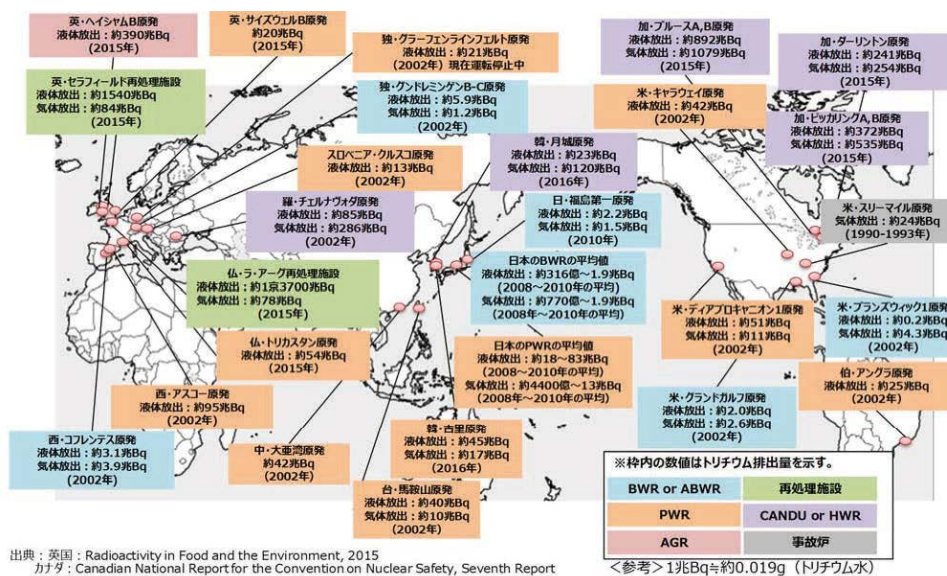 英・ヘイシャムB原発
液体放出：約390兆Bq
(2015年)
英・サイズウェルB原発
約20兆Bq
(2015年)
独・グラーフェンラインフェルト原発
液体放出：約21兆Bq
(2002年）現在運転停止中
加・ブルースA,B原発
液体放出：約892兆Bq
気体放出：約1079兆Bq
(2015年)
加・ダーリントン原発
液体放出：約241兆Bq
気体放出：約254兆Bq
(2015年)
英・セラフィールド再処理施設
液体放出：約1540兆Bq
気体放出：約84兆Bq
(2015年)
独・グンドレミンゲンB-C原発
液体放出：約5.9兆Bq
気体放出：約1.2兆Bq
(2002年)
米・キャラウェイ原発
液体放出：約42兆Bq
(2002年)
加・ピッカリングA,B原発
液体放出：約372兆Bq
気体放出：約535兆Bq
2015年)
スロベニア・クルスコ原発
液体放出：約13兆Bq
(2002年)
韓・月城原発
液体放出：約23兆Bq
気体放出：約120兆Bq
(2016年)
羅・チェルナヴォダ原発
液体放出：約85兆Bq
気体放出：約286兆Bq
(2002年)
日・福島第一原発
液体放出：約2.2兆Bq
気体放出：約1.5兆Bq
(2010年)
米・スリーマイル原発
気体放出：約24兆Bq
(1990-1993年)
仏・ラ・アーグ再処理施設
液体放出：約1京3700兆Bq
気体放出：約78兆Bq
(2015年)
日本のBWRの平均値
液体放出：約316億～1.9兆Bq
(2008～2010年の平均)
気体放出：約770億～1.9兆Bq
(2008年～2010年の平均)
米・ディアブロキャニオン1原発
液体放出：約51兆Bq
気体放出：約11兆Bq
(2002年)
米・ブランズウィック1原発
液体放出：約0.2兆Bq
気体放出：約4.3兆Bq
(2002年)
仏・トリカスタン原発
液体放出：約54兆Bq
(2015年)
日本のPWRの平均値
液体放出：約18～83兆Bq
(2008～2010年の平均)
気体放出：約4400億～13兆Bq
(2008年～2010年の平均)
西・アスコー原発
液体放出：約95兆Bq
(2002年)
米・グランドガルフ原発
液体放出：約2.0兆Bq
気体放出：約2.6兆Bq
(2002年)
伯・アングラ原発
液体放出：約25兆Bq
(2002年)
西・コフレンテス原発
液体放出：約3.1兆Bq
気体放出：約3.9兆Bq
(2002年)
中・大亜湾原発
約42兆Bq
(2002年)
韓・古里原発
液体放出：約45兆Bq
気体放出：約17兆Bq
(2016年)
台・馬鞍山原発
液体放出：約40兆Bq
気体放出：約10兆Bq
(2002年)
※枠内の数値はトリチウム排出量を示す。
BWR or ABWR
再処理施設
PWR
CANDU or HWR
AGR
事故炉
出典：英国：Radioactivity in Food and the Environment, 2015
カナダ：Canadian National Report for the Convention on Nuclear Safety, Seventh Report
＜参考＞1兆Bq≒約0.019g（トリチウム水）